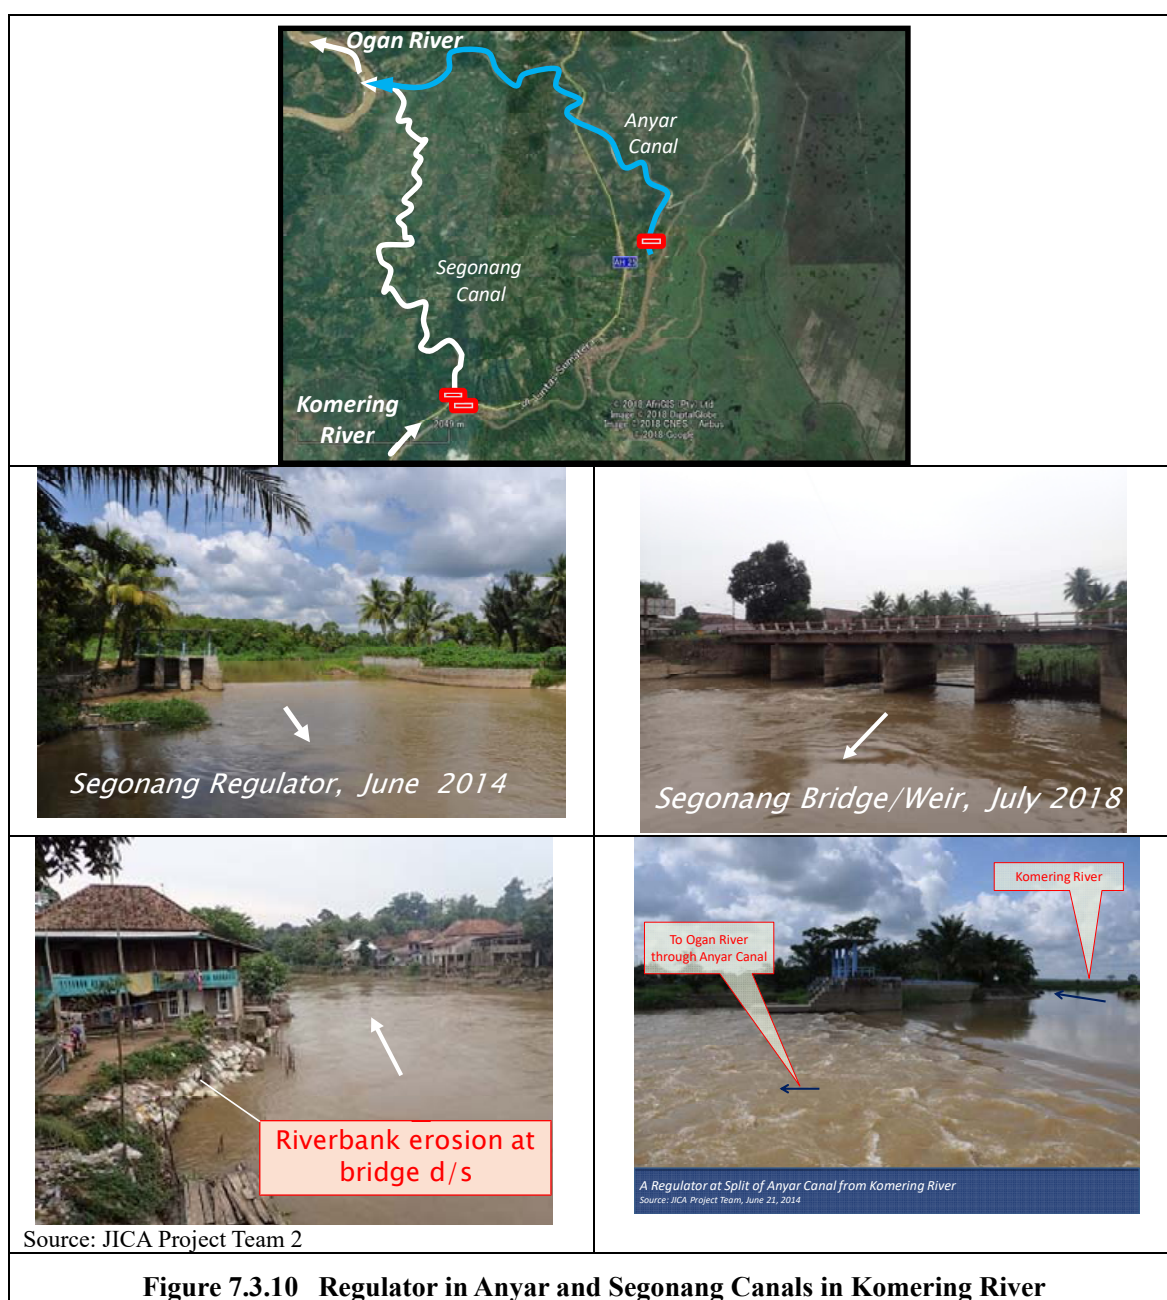 Ogan River
Anyar
Canal
AH 25
Segonang
Canal
Komering
River
2049 m
Jl. Lintas Sumatera
© 2018 AfriGIS (Pty) Ltd
Image © 2018 DigitalGlobe
Image © 2018 CNES / Airbus
© 2018 Google
Segonang Regulator, June 2014
Segonang Bridge/Weir, July 2018
Riverbank erosion at
bridge d/s
Komering River
To Ogan River
through Anyar Canal
A Regulator at Split of Anyar Canal from Komering River
Source: JICA Project Team, June 21, 2014
Source: JICA Project Team 2
Figure 7.3.10 Regulator in Anyar and Segonang Canals in Komering River